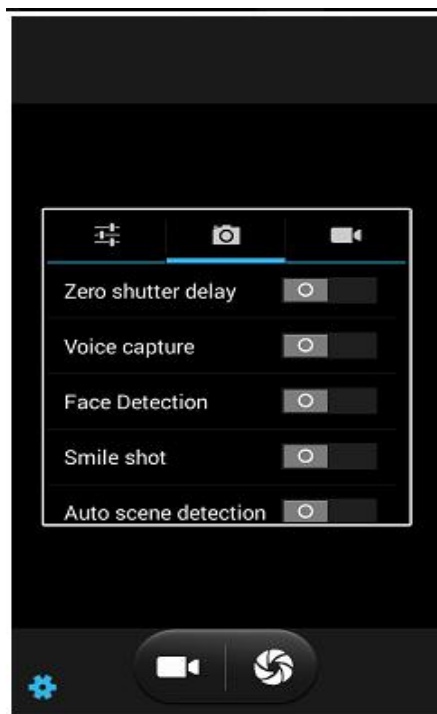 Zero shutter delay
Voice capture
Face Detection
Smile shot
Auto scene detection